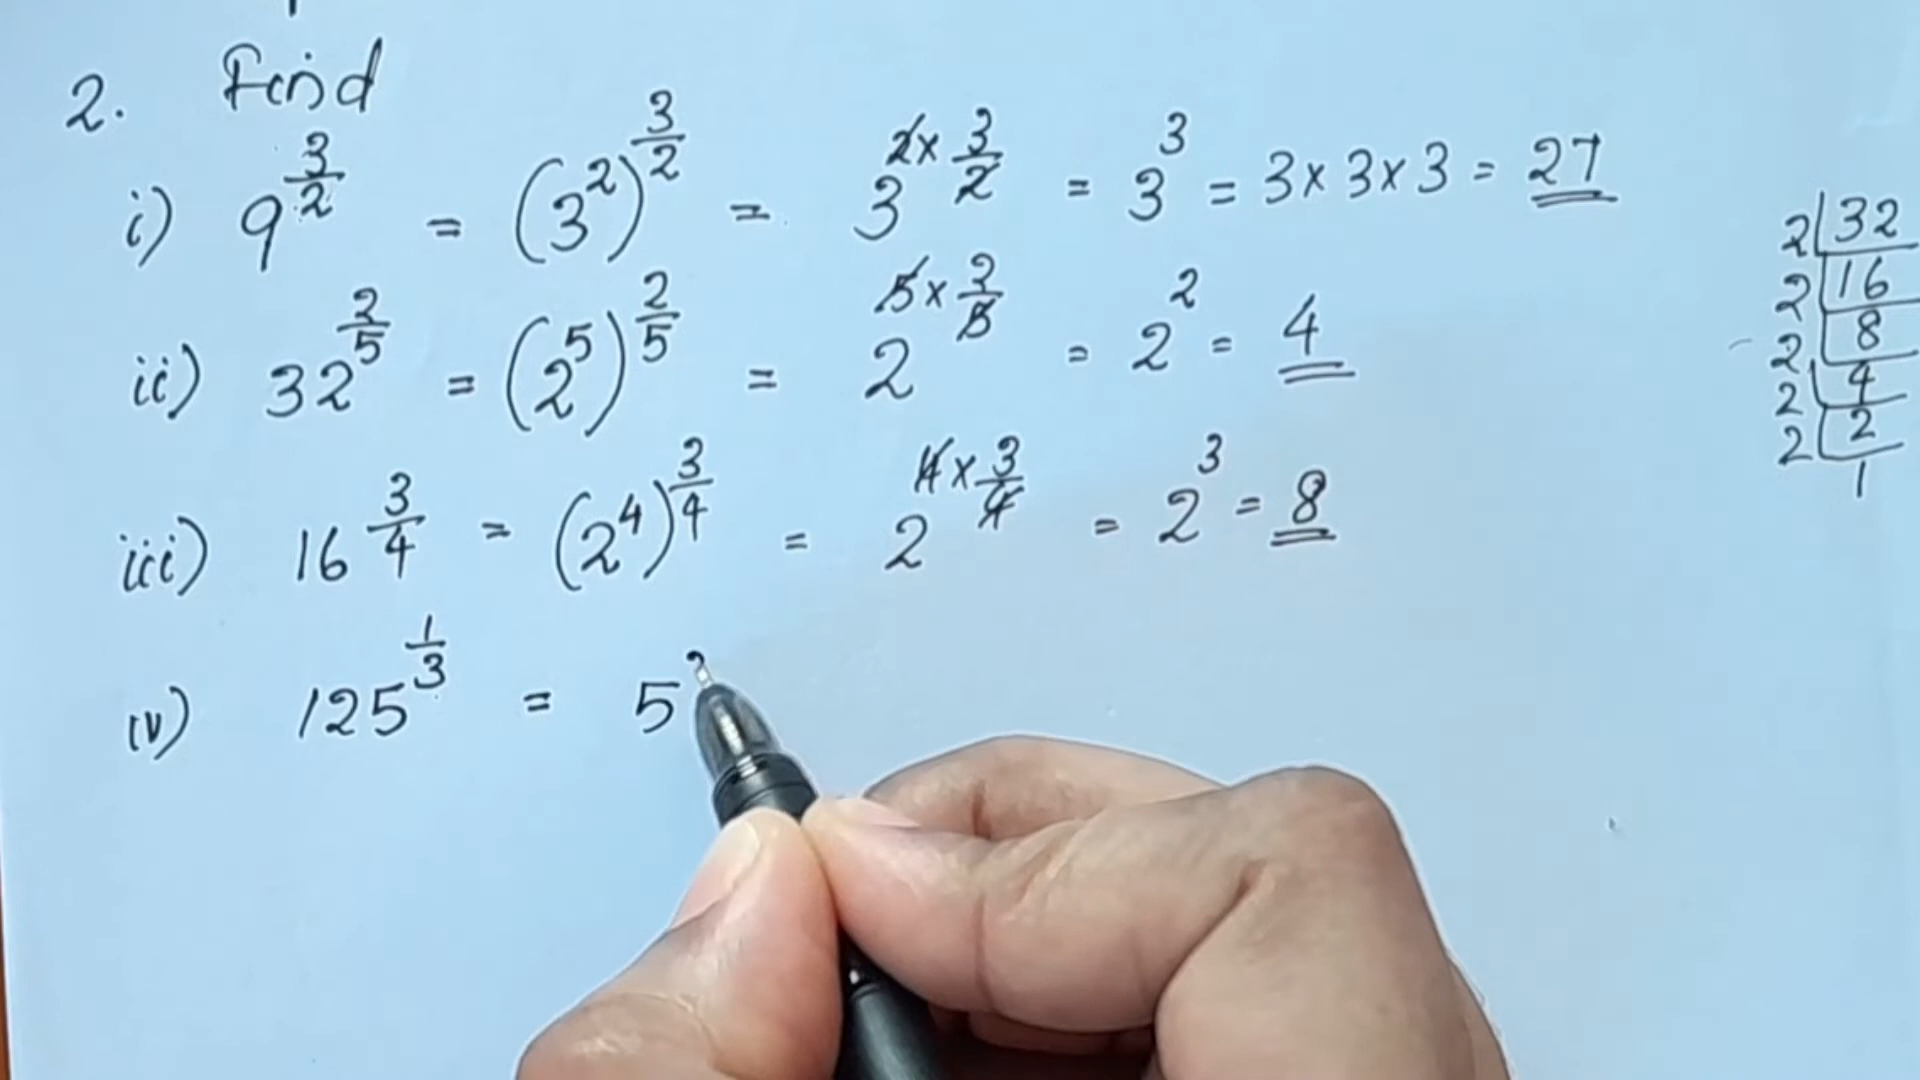 2. Find
i) 9^(3/2) = (3^2)^(3/2) = 3^(2×3/2) = 3^3 = 3×3×3 = 27
ii) 32^(2/5) = (2^5)^(2/5) = 2^(5×2/5) = 2^2 = 4
iii) 16^(3/4) = (2^4)^(3/4) = 2^(4×3/4) = 2^3 = 8
iv) 125^(1/3) = 5
2|32
2|16
2|8
2|4
2|2
1